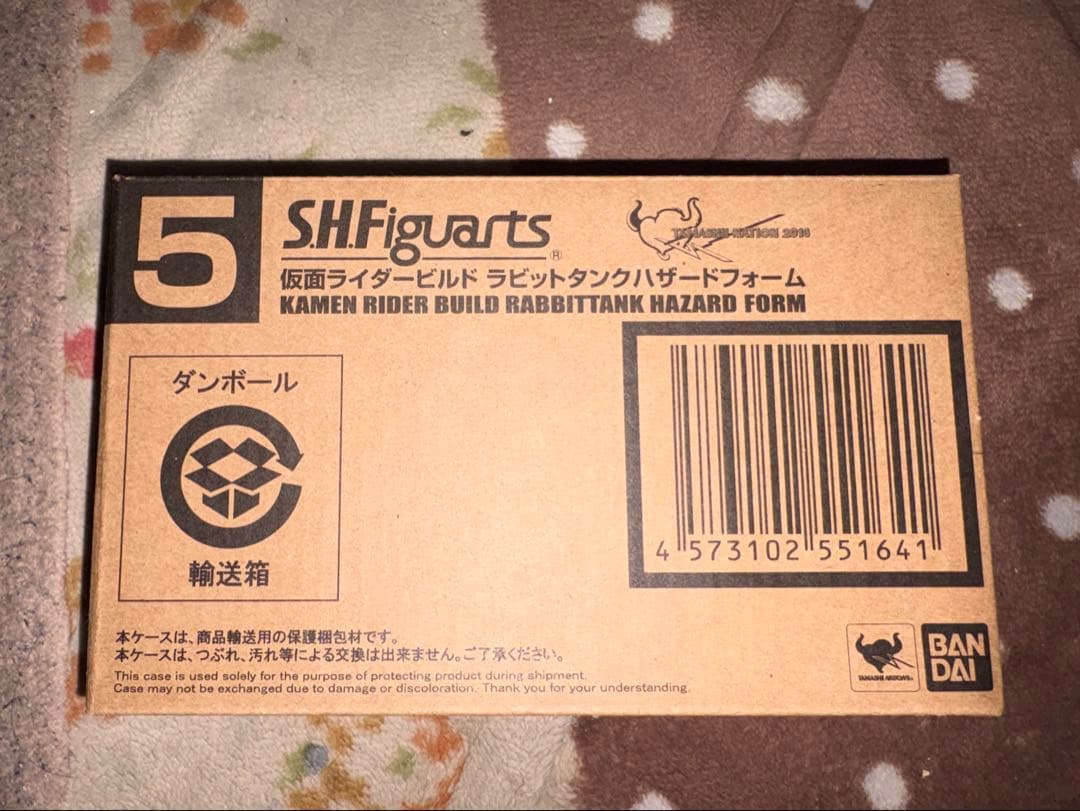 5
S.H.Figuarts®
TAMASHII NATION 2018
仮面ライダービルド ラビットタンクハザードフォーム
KAMEN RIDER BUILD RABBITTANK HAZARD FORM
ダンボール
輸送箱
4 573102 551641
本ケースは、商品輸送用の保護梱包材です。
本ケースは、つぶれ、汚れ等による交換は出来ません。ご了承ください。
This case is used solely for the purpose of protecting product during shipment.
Case may not be exchanged due to damage or discoloration. Thank you for your understanding.
TAMASHII NATIONS
BAN
DAI